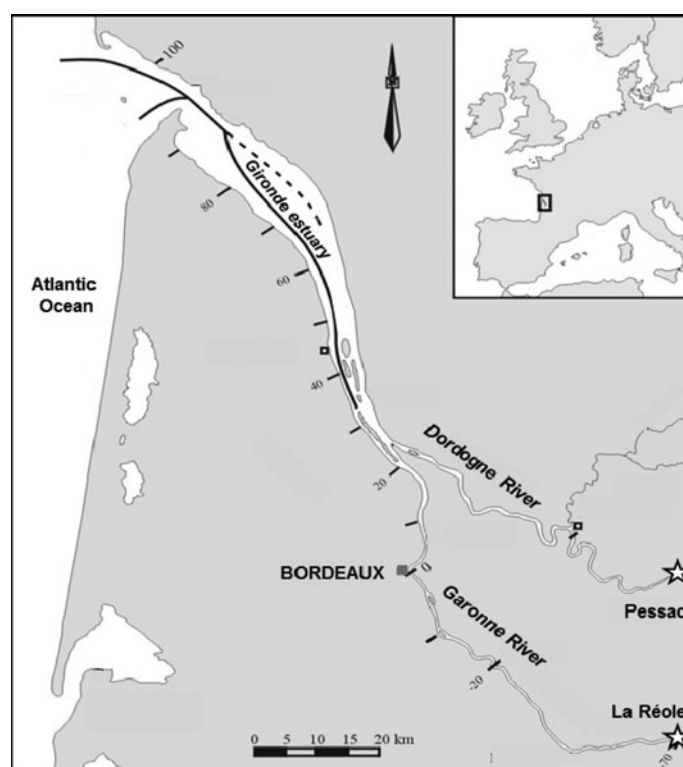 100
Gironde estuary
80
60
Atlantic
Ocean
40
Dordogne River
20
BORDEAUX
0
Pessac
Garonne River
-20
La Réole
-70
0 5 10 15 20 km